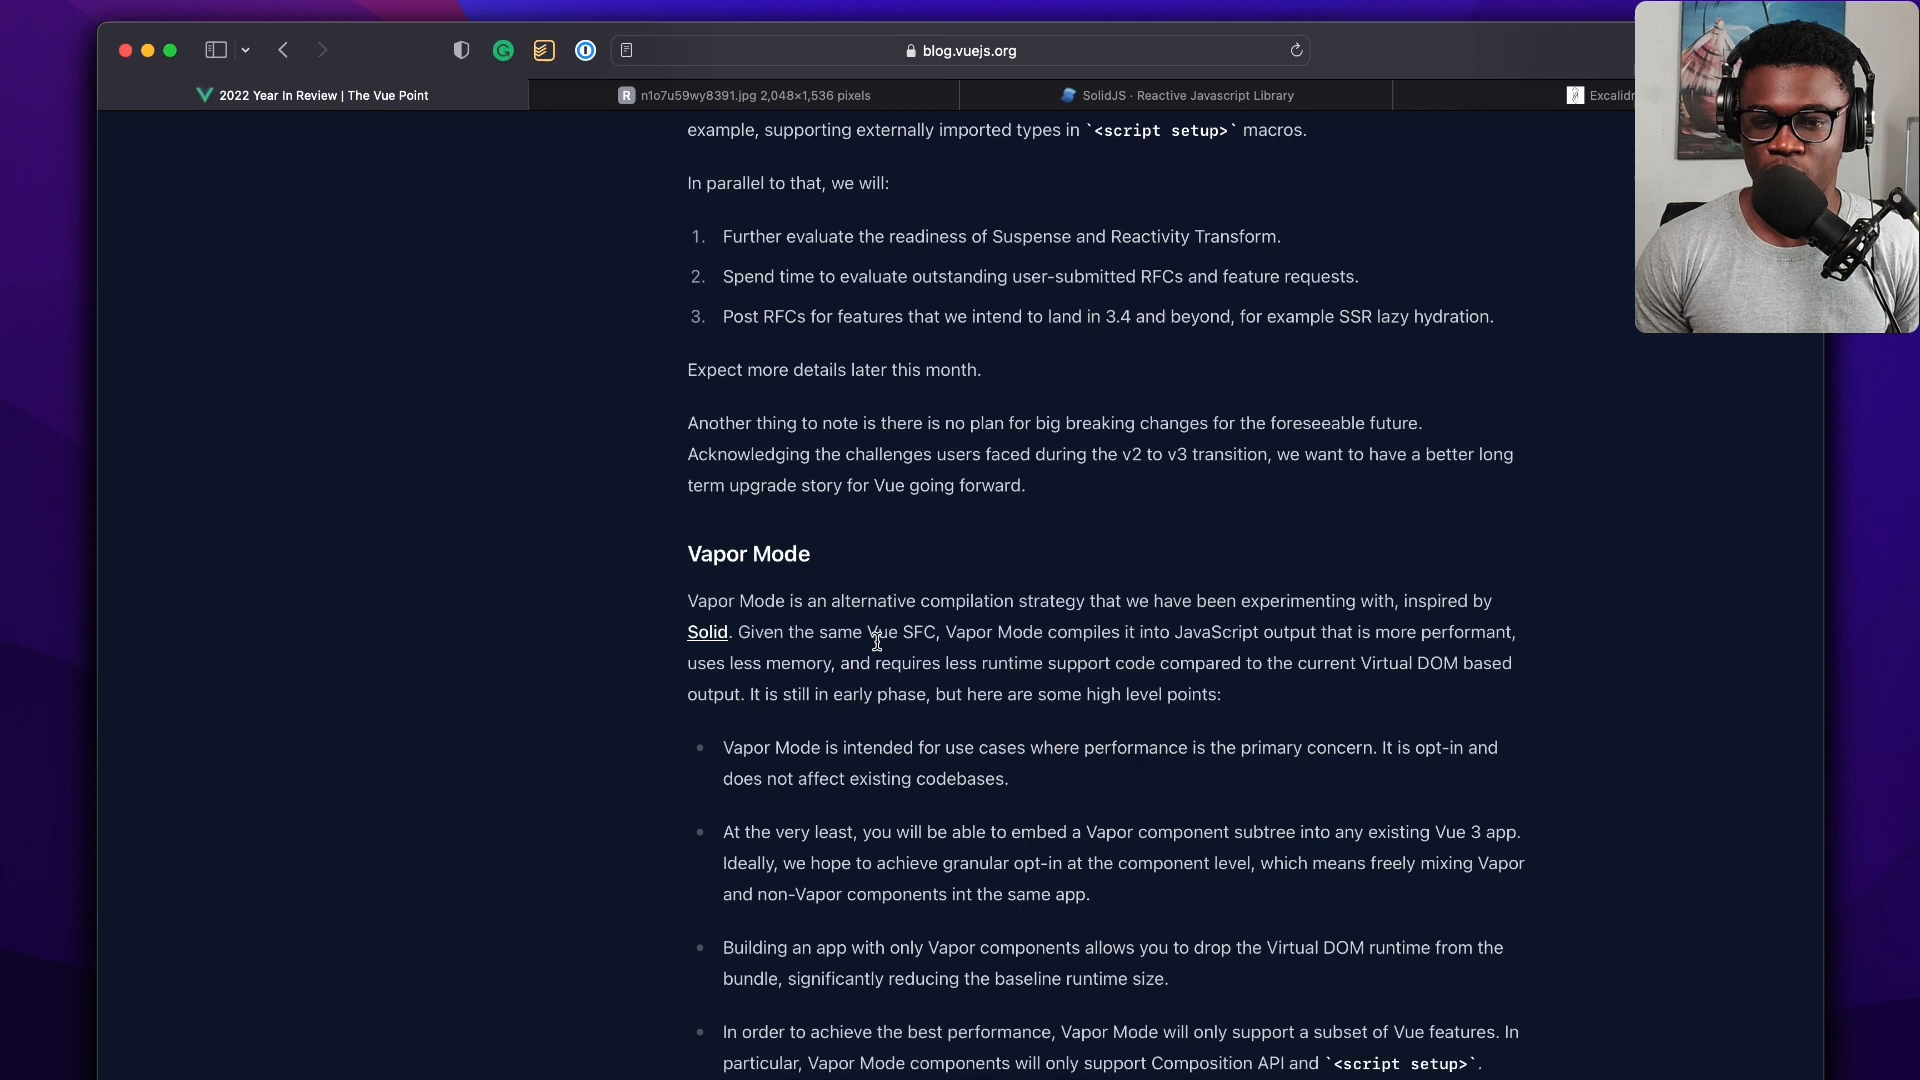 blog.vuejs.org
2022 Year In Review | The Vue Point
R n1o7u59wy8391.jpg 2,048×1,536 pixels
SolidJS · Reactive Javascript Library
Excalidr
example, supporting externally imported types in `<script setup>` macros.
In parallel to that, we will:
1. Further evaluate the readiness of Suspense and Reactivity Transform.
2. Spend time to evaluate outstanding user-submitted RFCs and feature requests.
3. Post RFCs for features that we intend to land in 3.4 and beyond, for example SSR lazy hydration.
Expect more details later this month.
Another thing to note is there is no plan for big breaking changes for the foreseeable future.
Acknowledging the challenges users faced during the v2 to v3 transition, we want to have a better long
term upgrade story for Vue going forward.
Vapor Mode
Vapor Mode is an alternative compilation strategy that we have been experimenting with, inspired by
Solid. Given the same Vue SFC, Vapor Mode compiles it into JavaScript output that is more performant,
uses less memory, and requires less runtime support code compared to the current Virtual DOM based
output. It is still in early phase, but here are some high level points:
• Vapor Mode is intended for use cases where performance is the primary concern. It is opt-in and
does not affect existing codebases.
• At the very least, you will be able to embed a Vapor component subtree into any existing Vue 3 app.
Ideally, we hope to achieve granular opt-in at the component level, which means freely mixing Vapor
and non-Vapor components int the same app.
• Building an app with only Vapor components allows you to drop the Virtual DOM runtime from the
bundle, significantly reducing the baseline runtime size.
• In order to achieve the best performance, Vapor Mode will only support a subset of Vue features. In
particular, Vapor Mode components will only support Composition API and `<script setup>`.